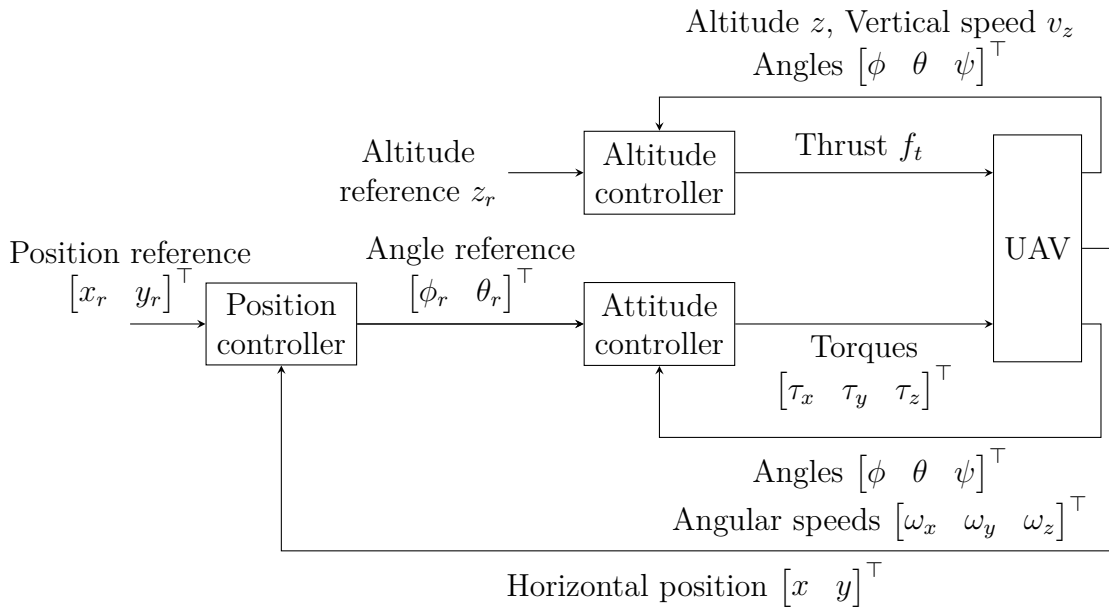 Altitude z, Vertical speed v_z
Angles [ϕ θ ψ]^⊤
Altitude
reference z_r
Altitude
controller
Thrust f_t
UAV
Position reference
[x_r y_r]^⊤
Position
controller
Angle reference
[ϕ_r θ_r]^⊤
Attitude
controller
Torques
[τ_x τ_y τ_z]^⊤
Angles [ϕ θ ψ]^⊤
Angular speeds [ω_x ω_y ω_z]^⊤
Horizontal position [x y]^⊤